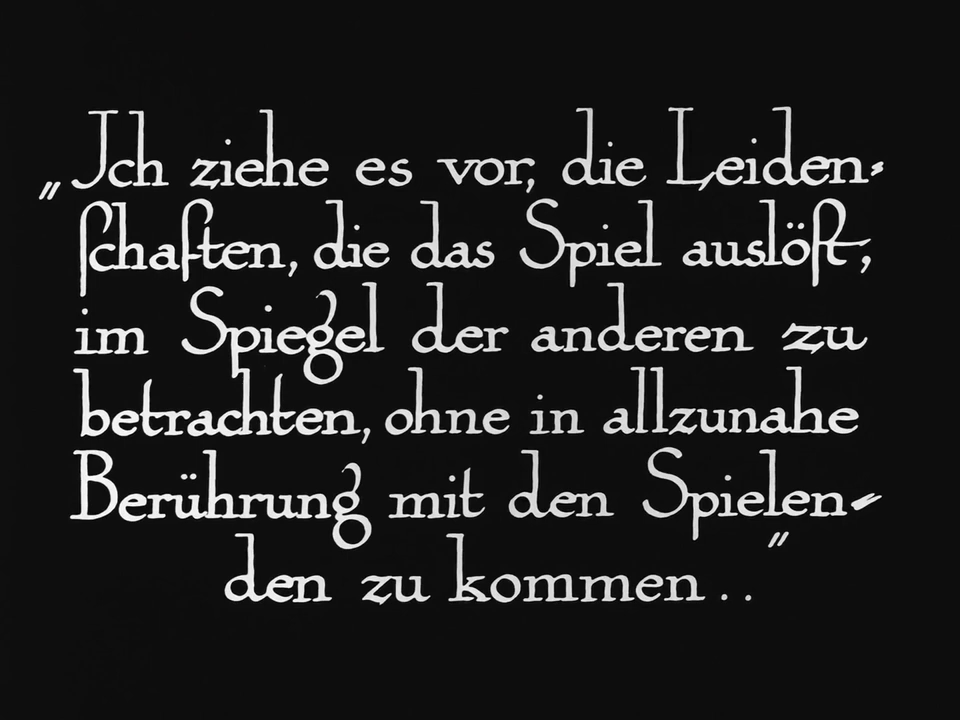 „Ich ziehe es vor, die Leiden-
schaften, die das Spiel auslöst,
im Spiegel der anderen zu
betrachten, ohne in allzunahe
Berührung mit den Spielen-
den zu kommen . . "